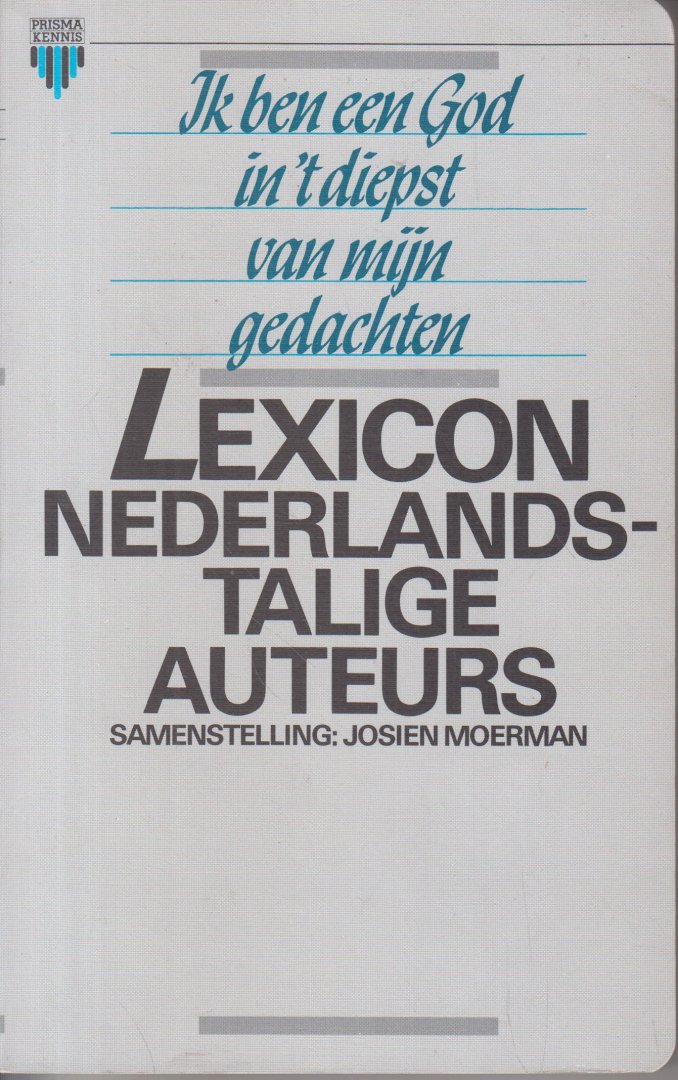 PRISMA
KENNIS
Ik ben een God
in 't diepst
van mijn
gedachten
LEXICON
NEDERLANDS-
TALIGE
AUTEURS
SAMENSTELLING: JOSIEN MOERMAN